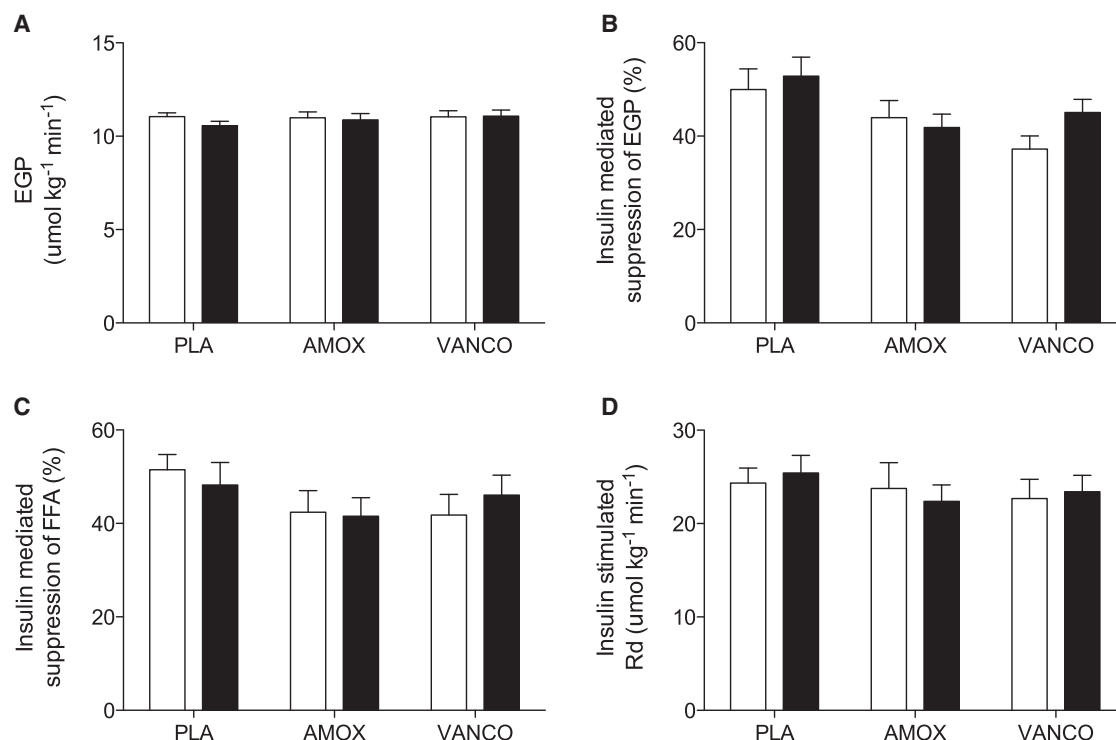 A
EGP
(umol kg⁻¹ min⁻¹)
15
10
5
0
PLA AMOX VANCO
B
Insulin mediated
suppression of EGP (%)
60
40
20
0
PLA AMOX VANCO
C
Insulin mediated
suppression of FFA (%)
60
40
20
0
PLA AMOX VANCO
D
Insulin stimulated
Rd (umol kg⁻¹ min⁻¹)
30
20
10
0
PLA AMOX VANCO